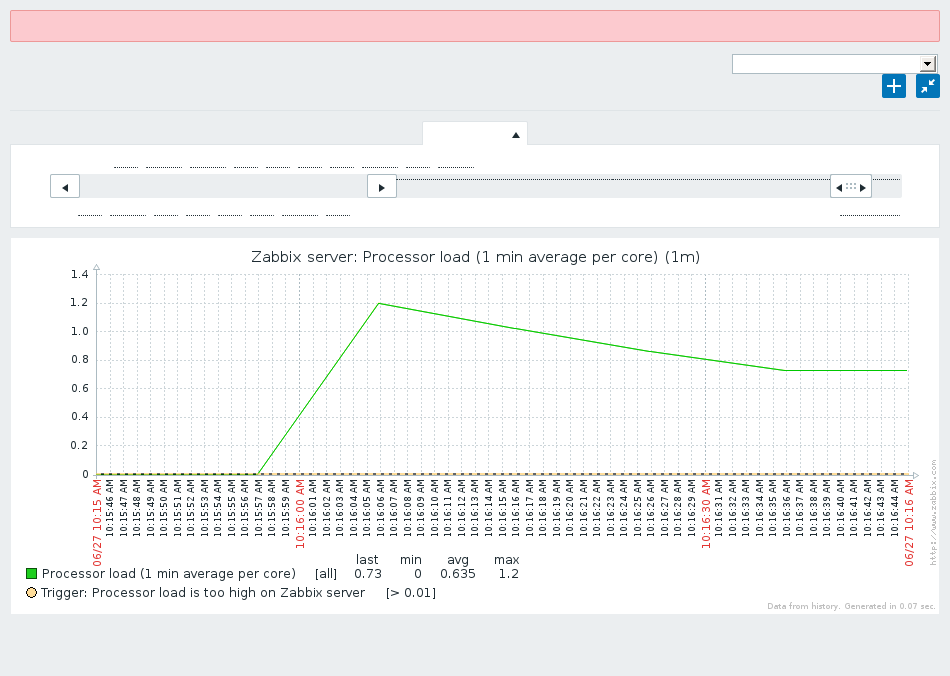 Zabbix server: Processor load (1 min average per core) (1m)
1.4
1.2
1.0
0.8
0.6
0.4
0.2
0
06/27 10:15 AM
10:15:46 AM
10:15:47 AM
10:15:48 AM
10:15:49 AM
10:15:50 AM
10:15:51 AM
10:15:52 AM
10:15:53 AM
10:15:54 AM
10:15:55 AM
10:15:56 AM
10:15:57 AM
10:15:58 AM
10:15:59 AM
10:16:00 AM
10:16:01 AM
10:16:02 AM
10:16:03 AM
10:16:04 AM
10:16:05 AM
10:16:06 AM
10:16:07 AM
10:16:08 AM
10:16:09 AM
10:16:10 AM
10:16:11 AM
10:16:12 AM
10:16:13 AM
10:16:14 AM
10:16:15 AM
10:16:16 AM
10:16:17 AM
10:16:18 AM
10:16:19 AM
10:16:20 AM
10:16:21 AM
10:16:22 AM
10:16:23 AM
10:16:24 AM
10:16:25 AM
10:16:26 AM
10:16:27 AM
10:16:28 AM
10:16:29 AM
10:16:30 AM
10:16:31 AM
10:16:32 AM
10:16:33 AM
10:16:34 AM
10:16:35 AM
10:16:36 AM
10:16:37 AM
10:16:38 AM
10:16:39 AM
10:16:40 AM
10:16:41 AM
10:16:42 AM
10:16:43 AM
10:16:44 AM
06/27 10:16 AM
http://www.zabbix.com
last min avg max
Processor load (1 min average per core) [all] 0.73 0 0.635 1.2
Trigger: Processor load is too high on Zabbix server [> 0.01]
Data from history. Generated in 0.07 sec.